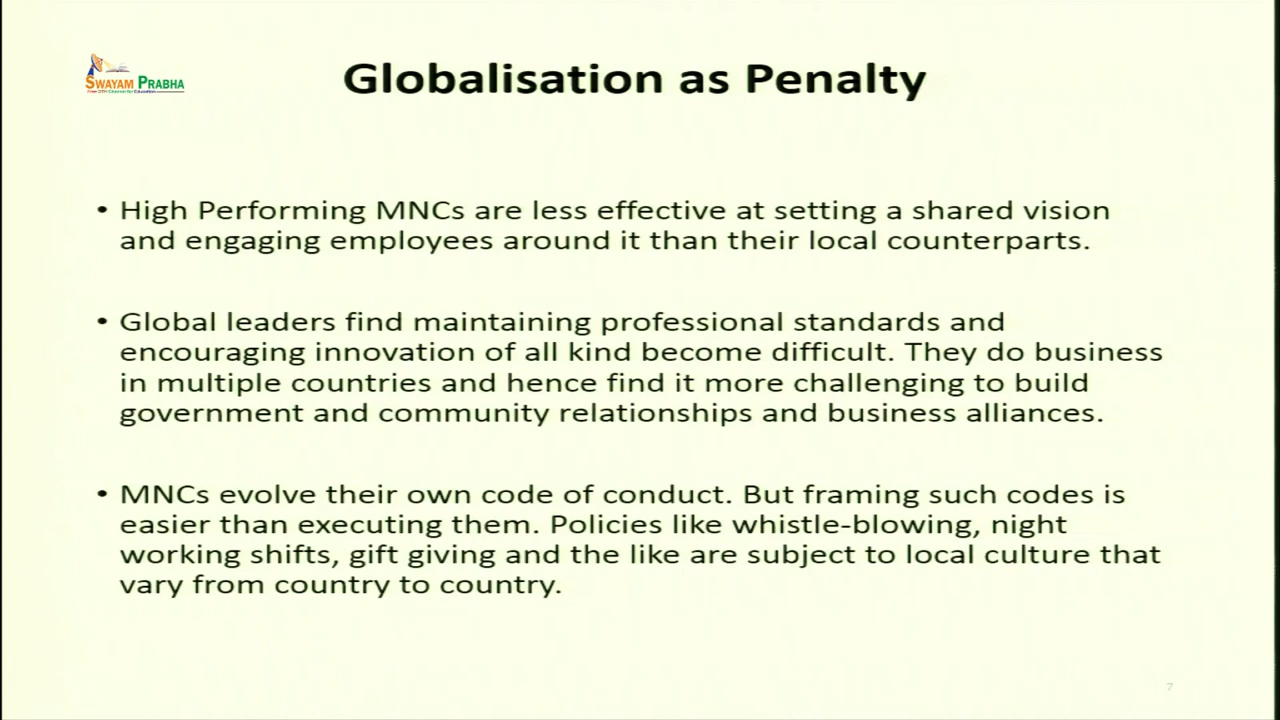 SWAYAM PRABHA
Free DTH Channel for Education
Globalisation as Penalty
• High Performing MNCs are less effective at setting a shared vision
and engaging employees around it than their local counterparts.
• Global leaders find maintaining professional standards and
encouraging innovation of all kind become difficult. They do business
in multiple countries and hence find it more challenging to build
government and community relationships and business alliances.
• MNCs evolve their own code of conduct. But framing such codes is
easier than executing them. Policies like whistle-blowing, night
working shifts, gift giving and the like are subject to local culture that
vary from country to country.
7